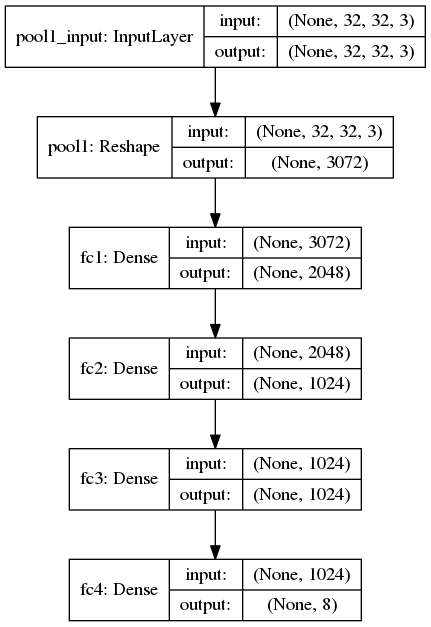 pool1_input: InputLayer
input: (None, 32, 32, 3)
output: (None, 32, 32, 3)
pool1: Reshape
input: (None, 32, 32, 3)
output: (None, 3072)
fc1: Dense
input: (None, 3072)
output: (None, 2048)
fc2: Dense
input: (None, 2048)
output: (None, 1024)
fc3: Dense
input: (None, 1024)
output: (None, 1024)
fc4: Dense
input: (None, 1024)
output: (None, 8)